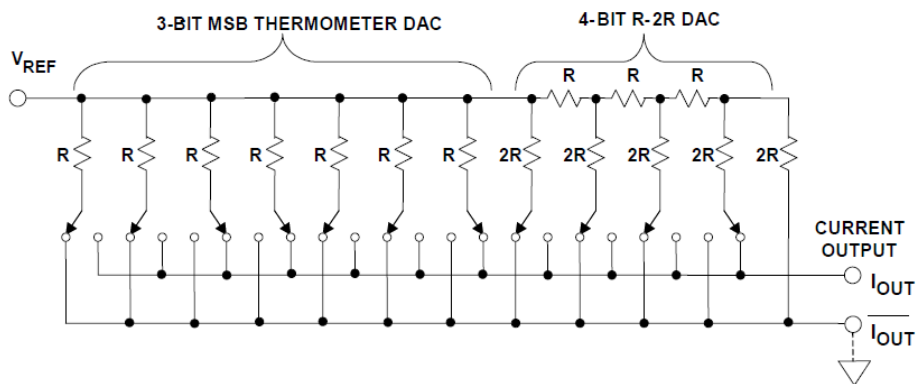 3-BIT MSB THERMOMETER DAC
4-BIT R-2R DAC
VREF
R R R
R R R R R R R 2R 2R 2R 2R 2R
CURRENT
OUTPUT
IOUT
IOUT